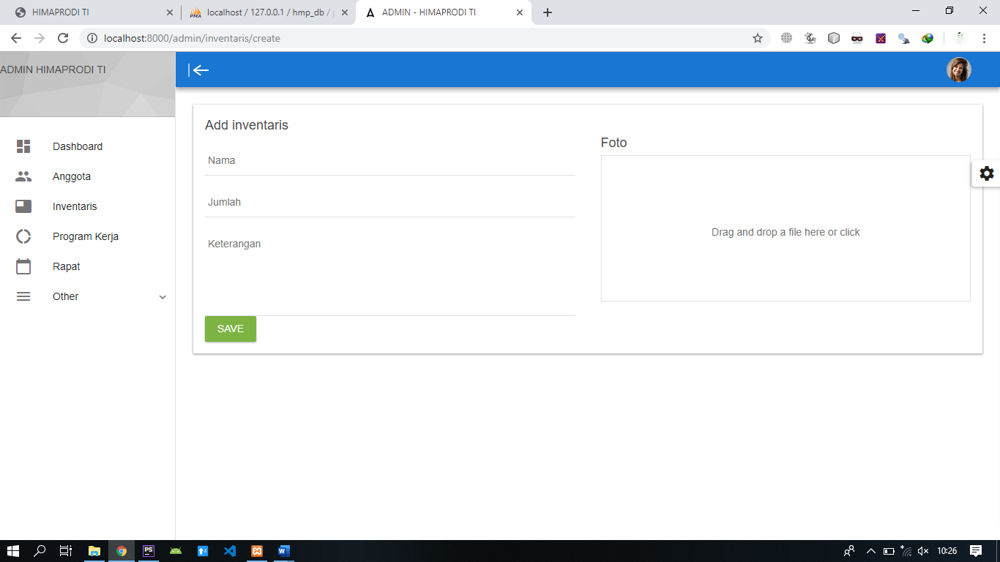 HIMAPRODI TI
PMA
localhost / 127.0.0.1 / hmp_db /
ADMIN - HIMAPRODI TI
localhost:8000/admin/inventaris/create
ADMIN HIMAPRODI TI
Dashboard
Anggota
Inventaris
Program Kerja
Rapat
Other
Add inventaris
Nama
Jumlah
Keterangan
SAVE
Foto
Drag and drop a file here or click
PS
W
10:26